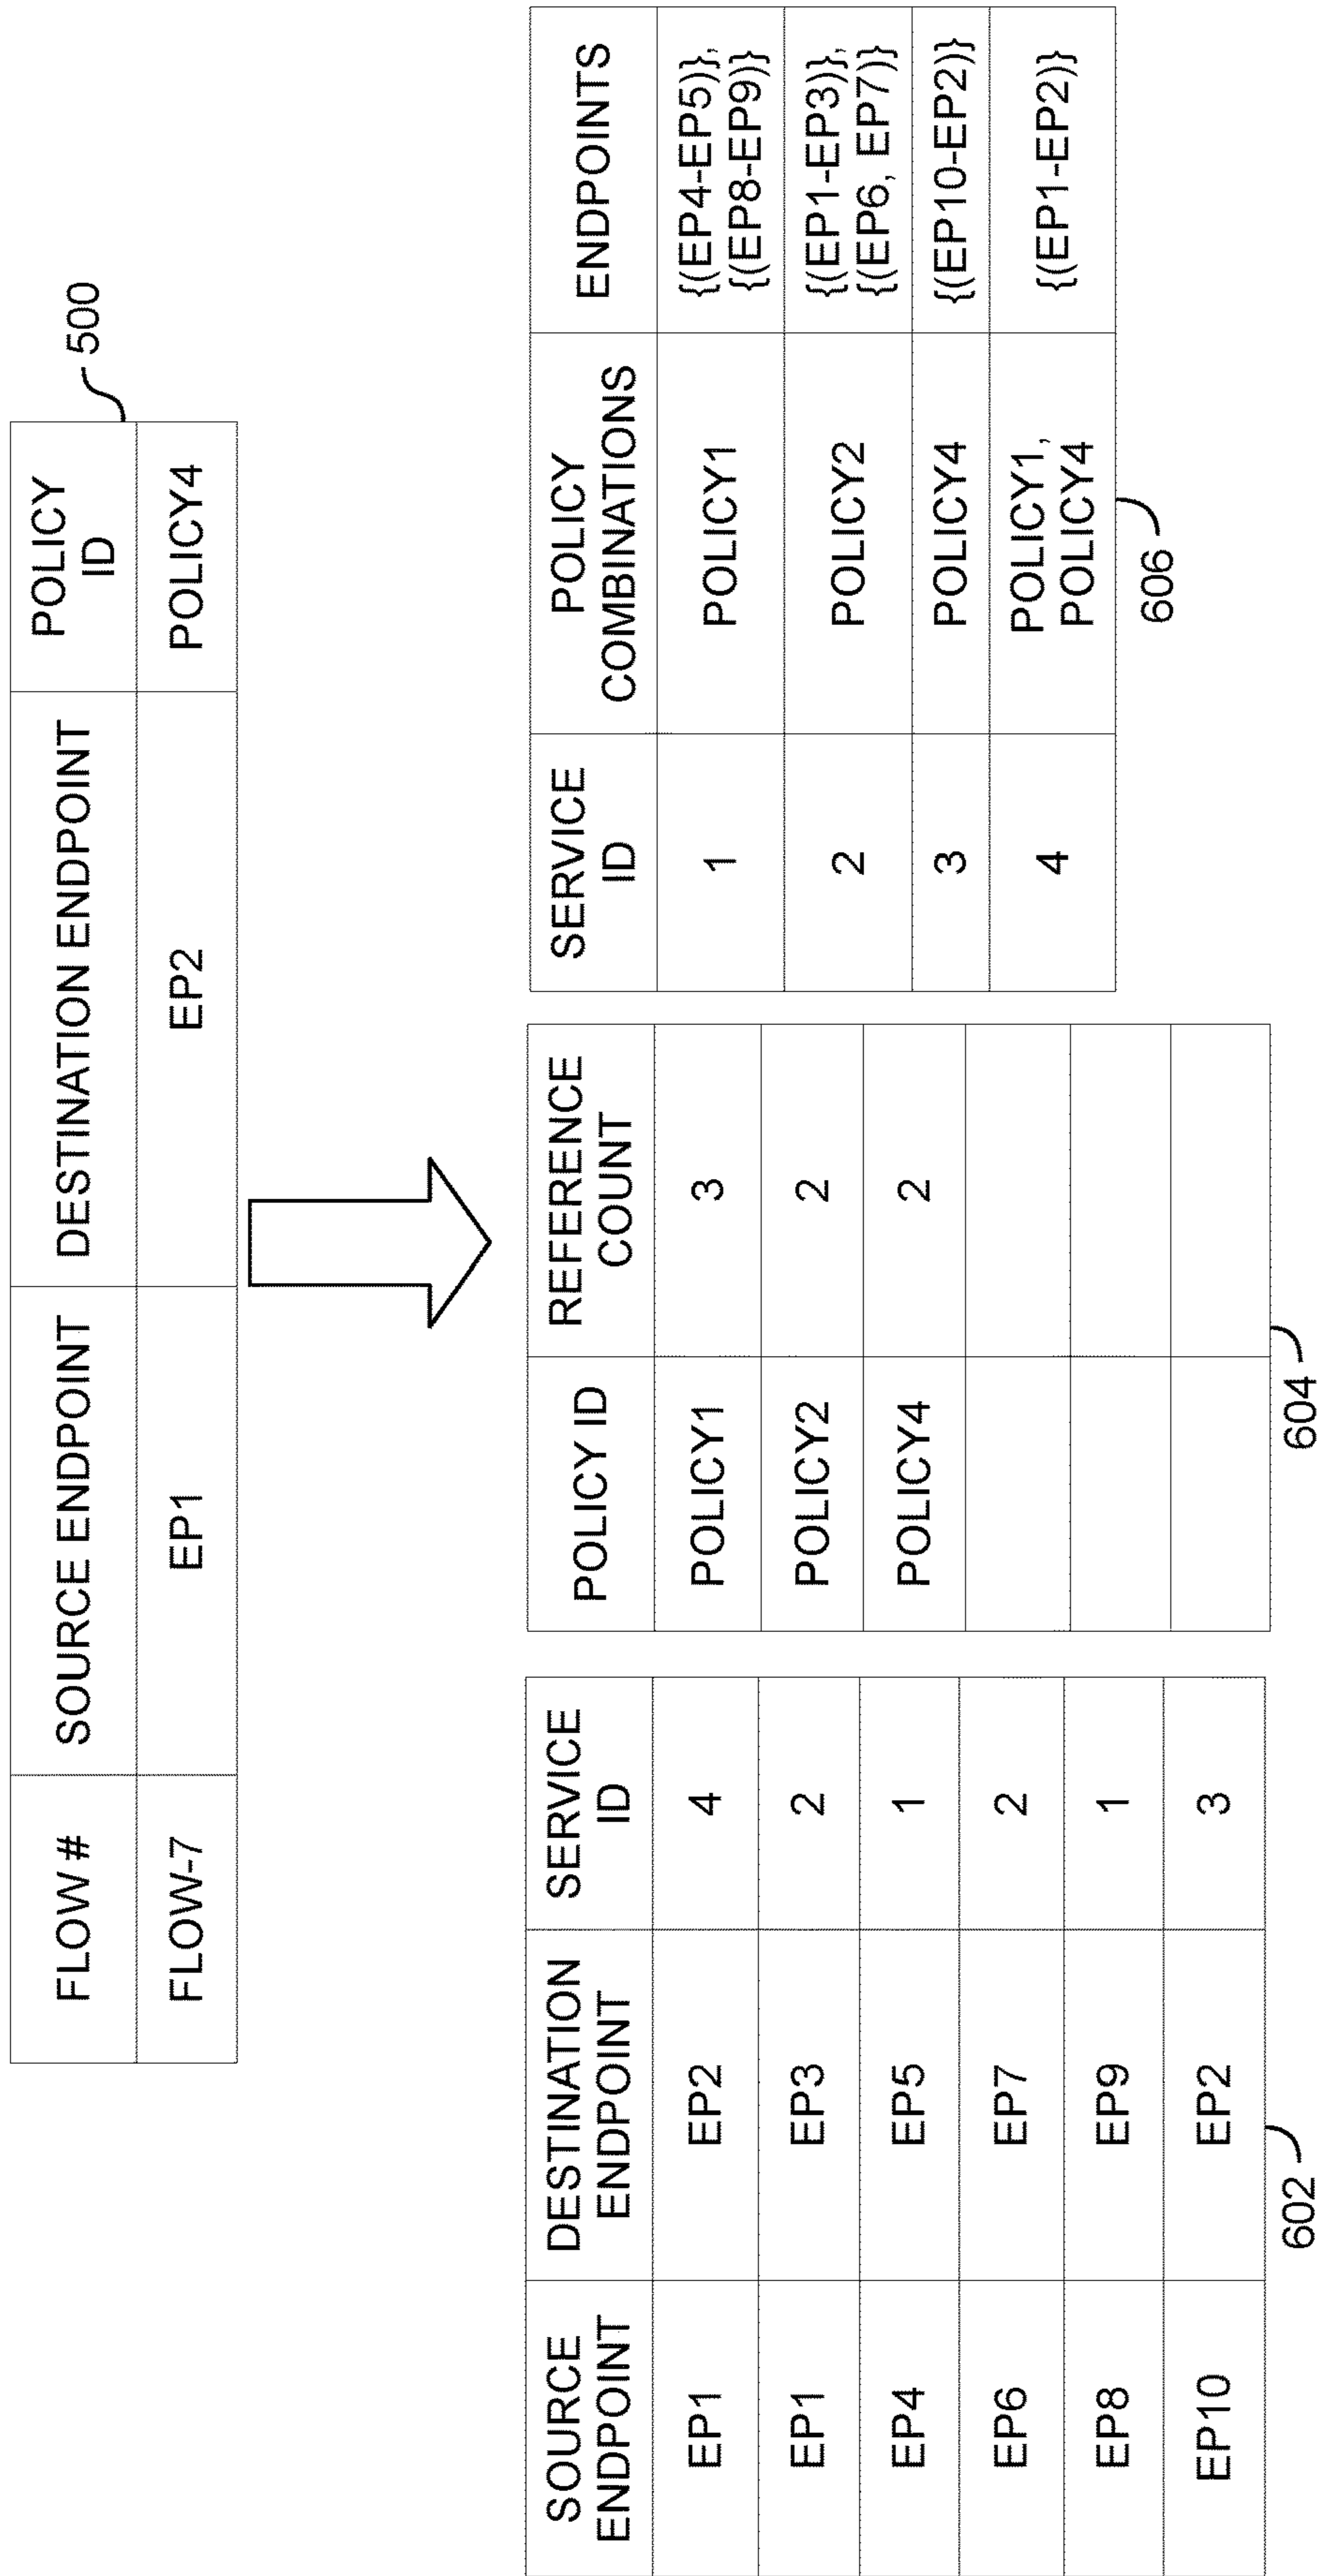 FLOW #
SOURCE ENDPOINT
DESTINATION ENDPOINT
POLICY
ID
FLOW-7
EP1
EP2
POLICY4
500
SOURCE
ENDPOINT
DESTINATION
ENDPOINT
SERVICE
ID
EP1
EP2
4
EP1
EP3
2
EP4
EP5
1
EP6
EP7
2
EP8
EP9
1
EP10
EP2
3
602
POLICY ID
REFERENCE
COUNT
POLICY1
3
POLICY2
2
POLICY4
2
604
SERVICE
ID
POLICY
COMBINATIONS
ENDPOINTS
1
POLICY1
{(EP4-EP5)},
{(EP8-EP9)}
2
POLICY2
{(EP1-EP3)},
{(EP6, EP7)}
3
POLICY4
{(EP10-EP2)}
4
POLICY1,
POLICY4
{(EP1-EP2)}
606